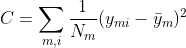 C = \sum_{m,i} \frac{1}{N_m} (y_{mi} - \bar{y}_m)^2